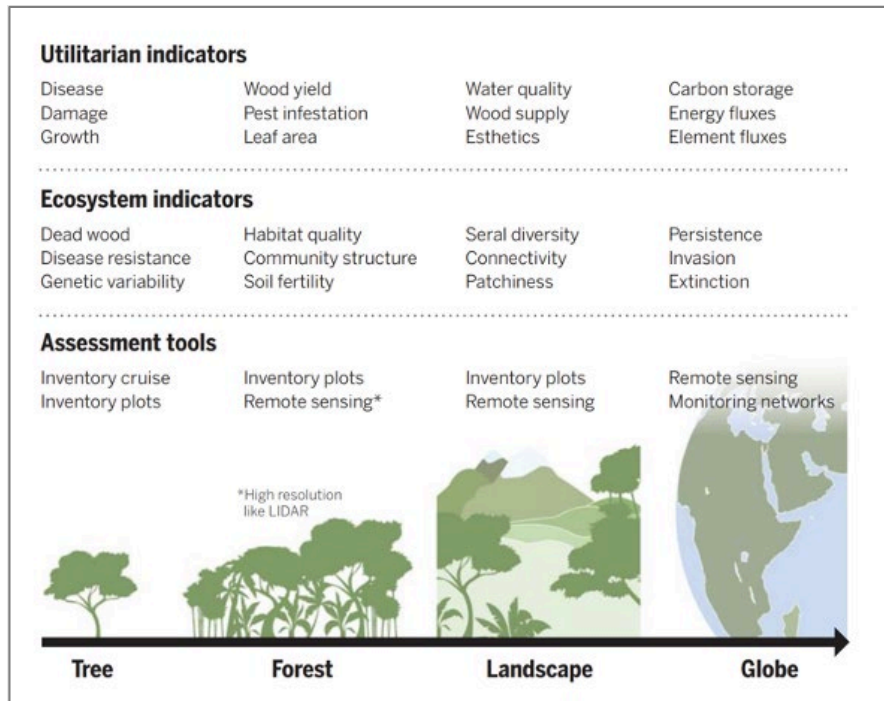 Utilitarian indicators
Disease Wood yield Water quality Carbon storage
Damage Pest infestation Wood supply Energy fluxes
Growth Leaf area Esthetics Element fluxes
Ecosystem indicators
Dead wood Habitat quality Seral diversity Persistence
Disease resistance Community structure Connectivity Invasion
Genetic variability Soil fertility Patchiness Extinction
Assessment tools
Inventory cruise Inventory plots Inventory plots Remote sensing
Inventory plots Remote sensing* Remote sensing Monitoring networks
*High resolution
like LIDAR
Tree Forest Landscape Globe